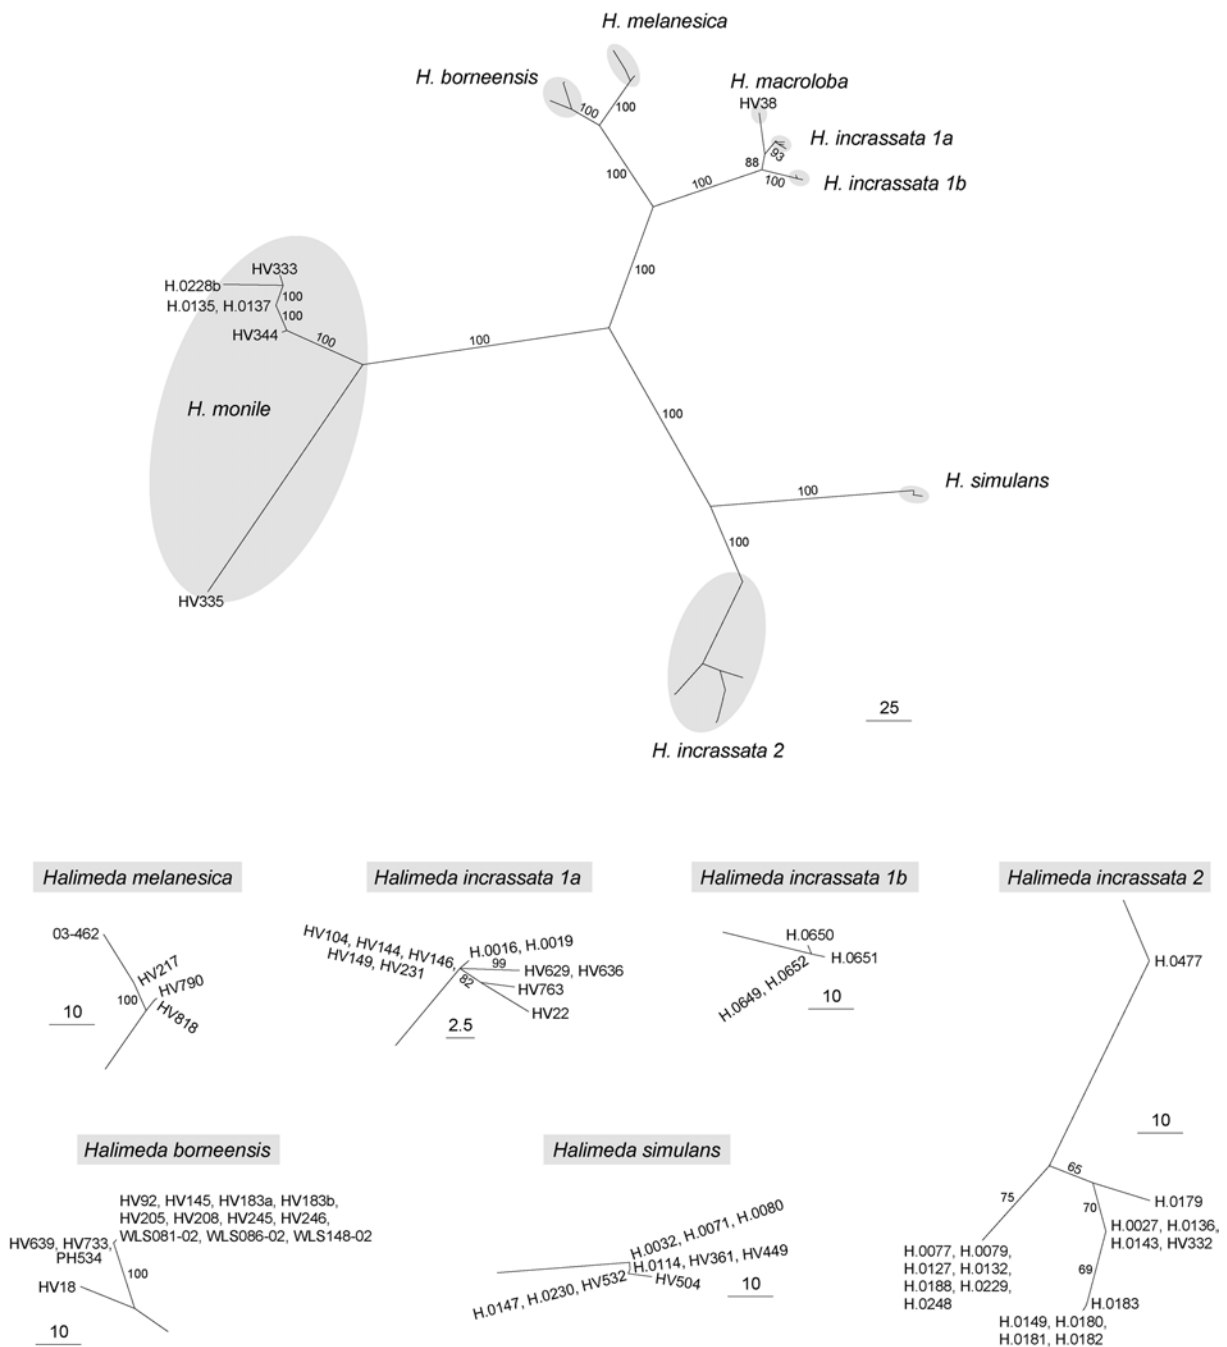 H. melanesica
H. borneensis
100
100
H. macroloba
HV38
H. incrassata 1a
93
88
H. incrassata 1b
100
100
100
100
HV333
H.0228b
100
H.0135, H.0137
100
HV344
100
100
H. monile
100
H. simulans
100
100
HV335
25
H. incrassata 2
Halimeda melanesica
03-462
HV217
HV790
100
HV818
10
Halimeda incrassata 1a
HV104, HV144, HV146,
HV149, HV231
H.0016, H.0019
99
HV629, HV636
82
HV763
HV22
2.5
Halimeda incrassata 1b
H.0650
H.0651
H.0649, H.0652
10
Halimeda incrassata 2
H.0477
10
65
75
H.0179
70
H.0027, H.0136,
H.0143, HV332
H.0077, H.0079,
H.0127, H.0132,
H.0188, H.0229,
H.0248
69
H.0183
H.0149, H.0180,
H.0181, H.0182
Halimeda borneensis
HV92, HV145, HV183a, HV183b,
HV205, HV208, HV245, HV246,
WLS081-02, WLS086-02, WLS148-02
HV639, HV733,
PH534
100
HV18
10
Halimeda simulans
H.0032, H.0071, H.0080
H.0114, HV361, HV449
HV504
H.0147, H.0230, HV532
10